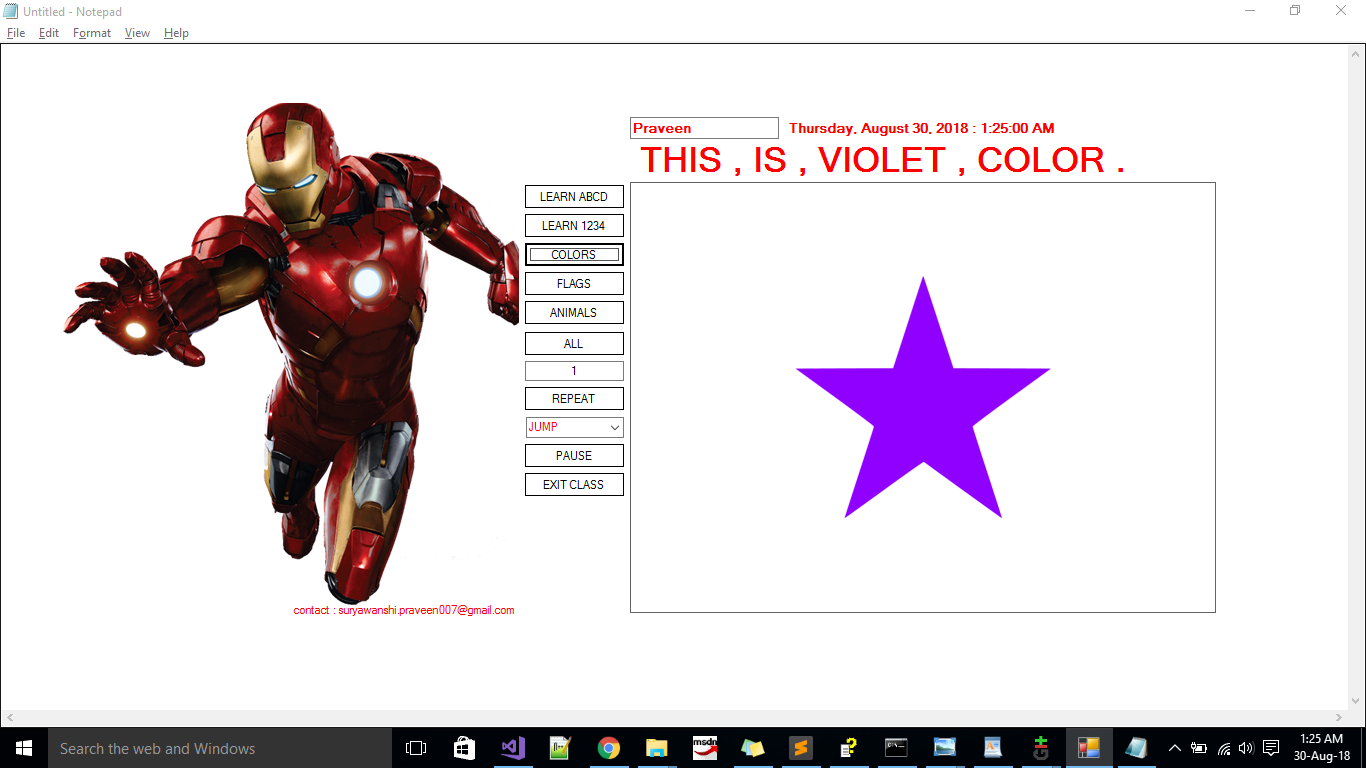 Untitled - Notepad
File Edit Format View Help
Praveen
Thursday, August 30, 2018 : 1:25:00 AM
THIS , IS , VIOLET , COLOR .
LEARN ABCD
LEARN 1234
COLORS
FLAGS
ANIMALS
ALL
1
REPEAT
JUMP
PAUSE
EXIT CLASS
contact : suryawanshi.praveen007@gmail.com
Search the web and Windows
msdn
1:25 AM
30-Aug-18